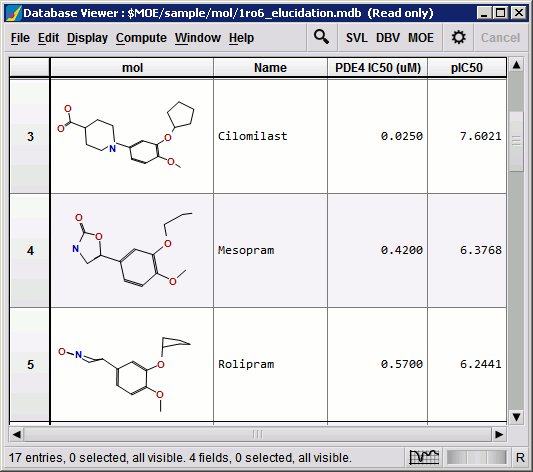 Database Viewer : $MOE/sample/mol/1ro6_elucidation.mdb (Read only)
File Edit Display Compute Window Help SVL DBV MOE Cancel
mol Name PDE4 IC50 (uM) pIC50
3 Cilomilast 0.0250 7.6021
O
O
N
O
O
4 Mesopram 0.4200 6.3768
O
O
N
O
O
5 Rolipram 0.5700 6.2441
O
N
O
O
17 entries, 0 selected, all visible. 4 fields, 0 selected, all visible. R